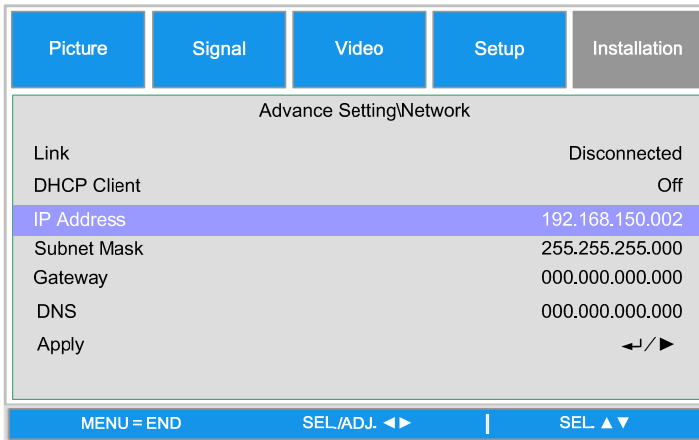 Picture Signal Video Setup Installation
Advance Setting\Network
Link Disconnected
DHCP Client Off
IP Address 192.168.150.002
Subnet Mask 255.255.255.000
Gateway 000.000.000.000
DNS 000.000.000.000
Apply ↵/▶
MENU = END SEL./ADJ. ◀▶ | SEL. ▲▼